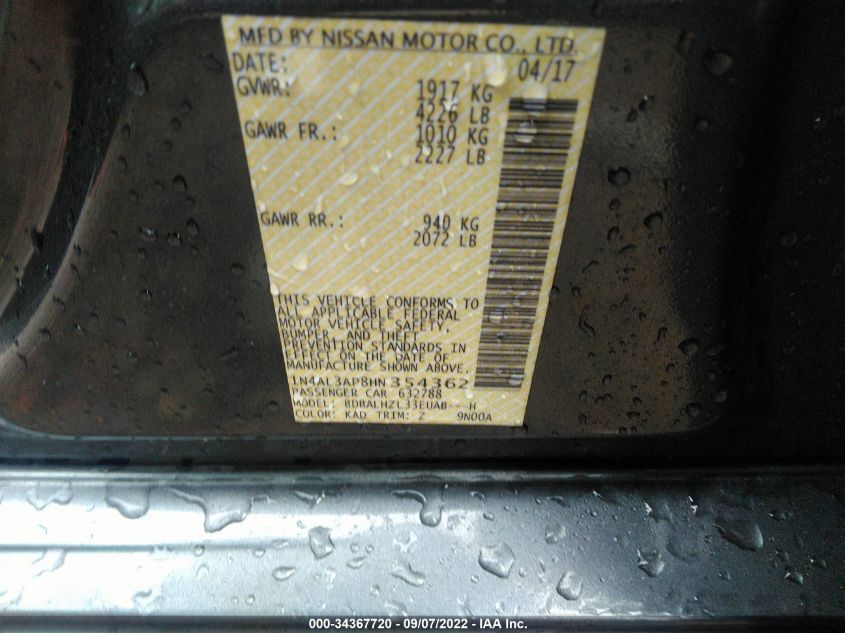 MFD BY NISSAN MOTOR CO., LTD.
DATE: 04/17
GVWR: 1917 KG
4226 LB
GAWR FR.: 1010 KG
2227 LB
GAWR RR.: 940 KG
2072 LB
THIS VEHICLE CONFORMS TO
ALL APPLICABLE FEDERAL
MOTOR VEHICLE SAFETY,
BUMPER, AND THEFT
PREVENTION STANDARDS IN
EFFECT ON THE DATE OF
MANUFACTURE SHOWN ABOVE.
1N4AL3AP8HN354362
PASSENGER CAR 632788
MODEL: BDBALHZL33EUAB---H
COLOR: KAD TRIM: Z 9N00A
000-34367720 - 09/07/2022 - IAA Inc.